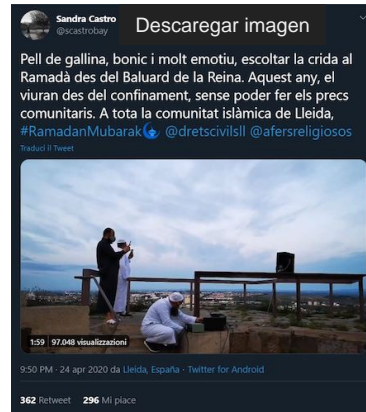 Sandra Castro
@scastrobay
Descaregar imagen
Pell de gallina, bonic i molt emotiu, escoltar la crida al
Ramadà des del Baluard de la Reina. Aquest any, el
viuran des del confinament, sense poder fer els precs
comunitaris. A tota la comunitat islàmica de Lleida,
#RamadanMubarak @dretscivilsll @afersreligiosos
Traduci il Tweet
1:59 97.048 visualizzazioni
9:50 PM · 24 apr 2020 da Lleida, España · Twitter for Android
362 Retweet 296 Mi piace